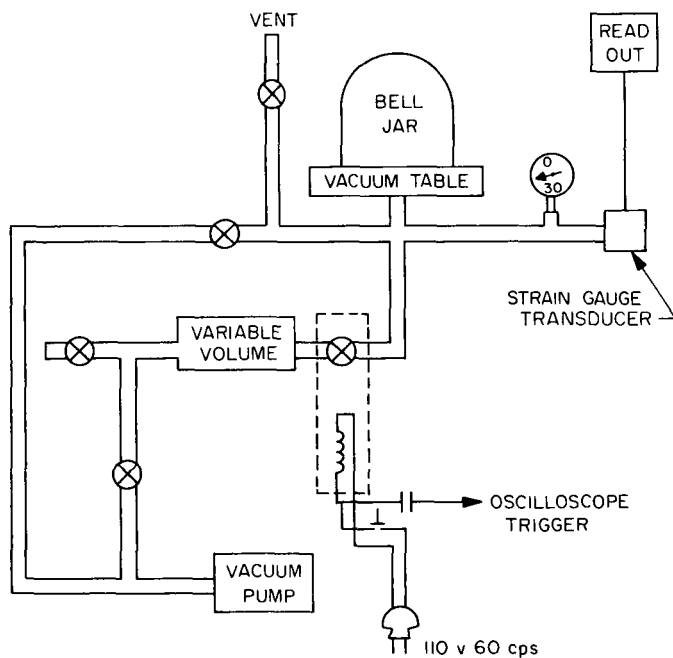 VENT
READ
OUT
BELL
JAR
VACUUM TABLE
0
30
STRAIN GAUGE
TRANSDUCER
VARIABLE
VOLUME
OSCILLOSCOPE
TRIGGER
VACUUM
PUMP
110 v 60 cps